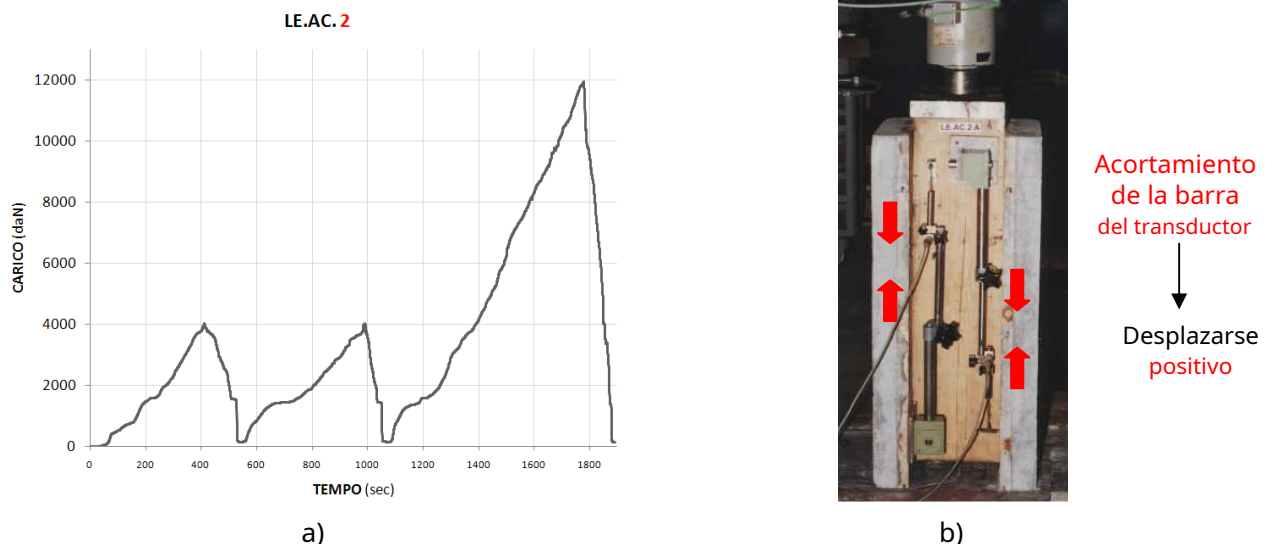 LE.AC. 2
12000
10000
8000
6000
4000
2000
0
CARICO (daN)
0 200 400 600 800 1000 1200 1400 1600 1800
TEMPO (sec)
a)
LE.AC 2 A
b)
Acortamiento
de la barra
del transductor
Desplazarse
positivo